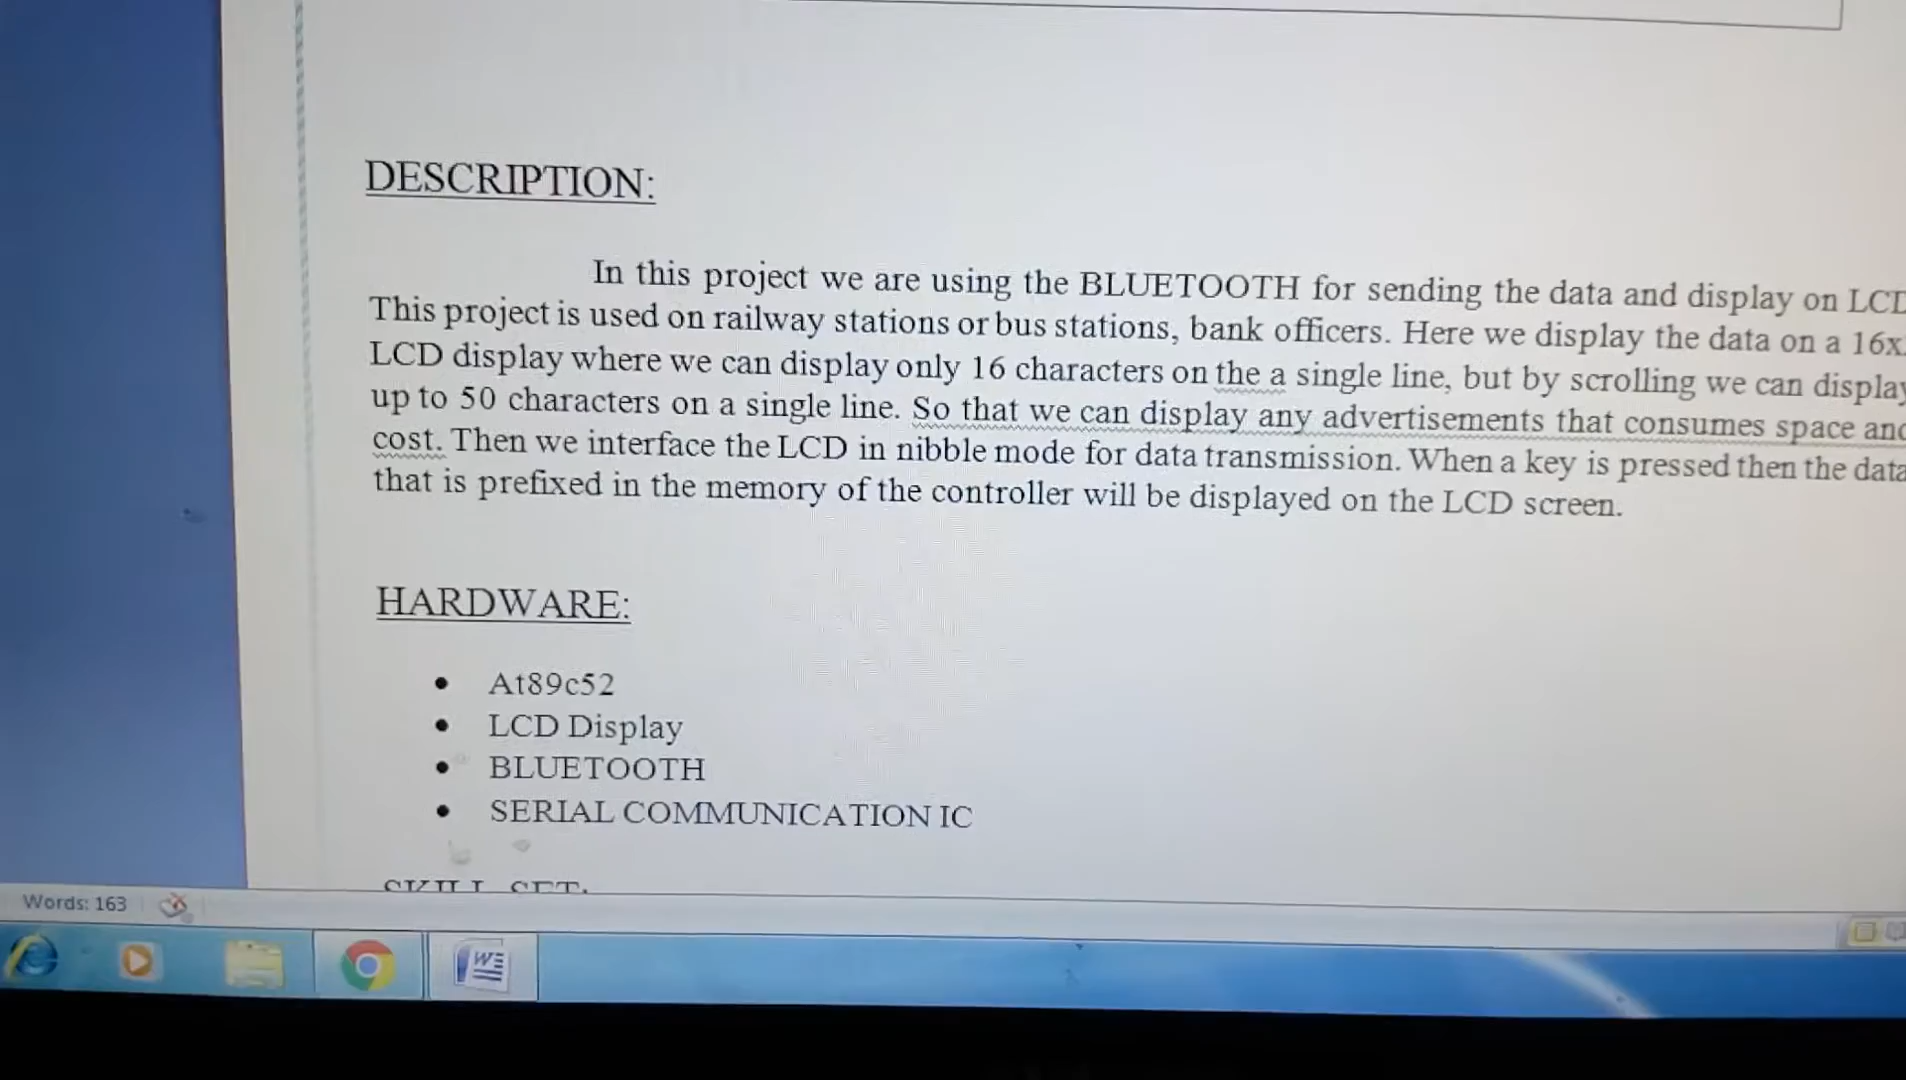 DESCRIPTION:
In this project we are using the BLUETOOTH for sending the data and display on LCD
This project is used on railway stations or bus stations, bank officers. Here we display the data on a 16x
LCD display where we can display only 16 characters on the a single line, but by scrolling we can display
up to 50 characters on a single line. So that we can display any advertisements that consumes space and
cost. Then we interface the LCD in nibble mode for data transmission. When a key is pressed then the data
that is prefixed in the memory of the controller will be displayed on the LCD screen.
HARDWARE:
• At89c52
• LCD Display
• BLUETOOTH
• SERIAL COMMUNICATION IC
SKILL SET:
Words: 163